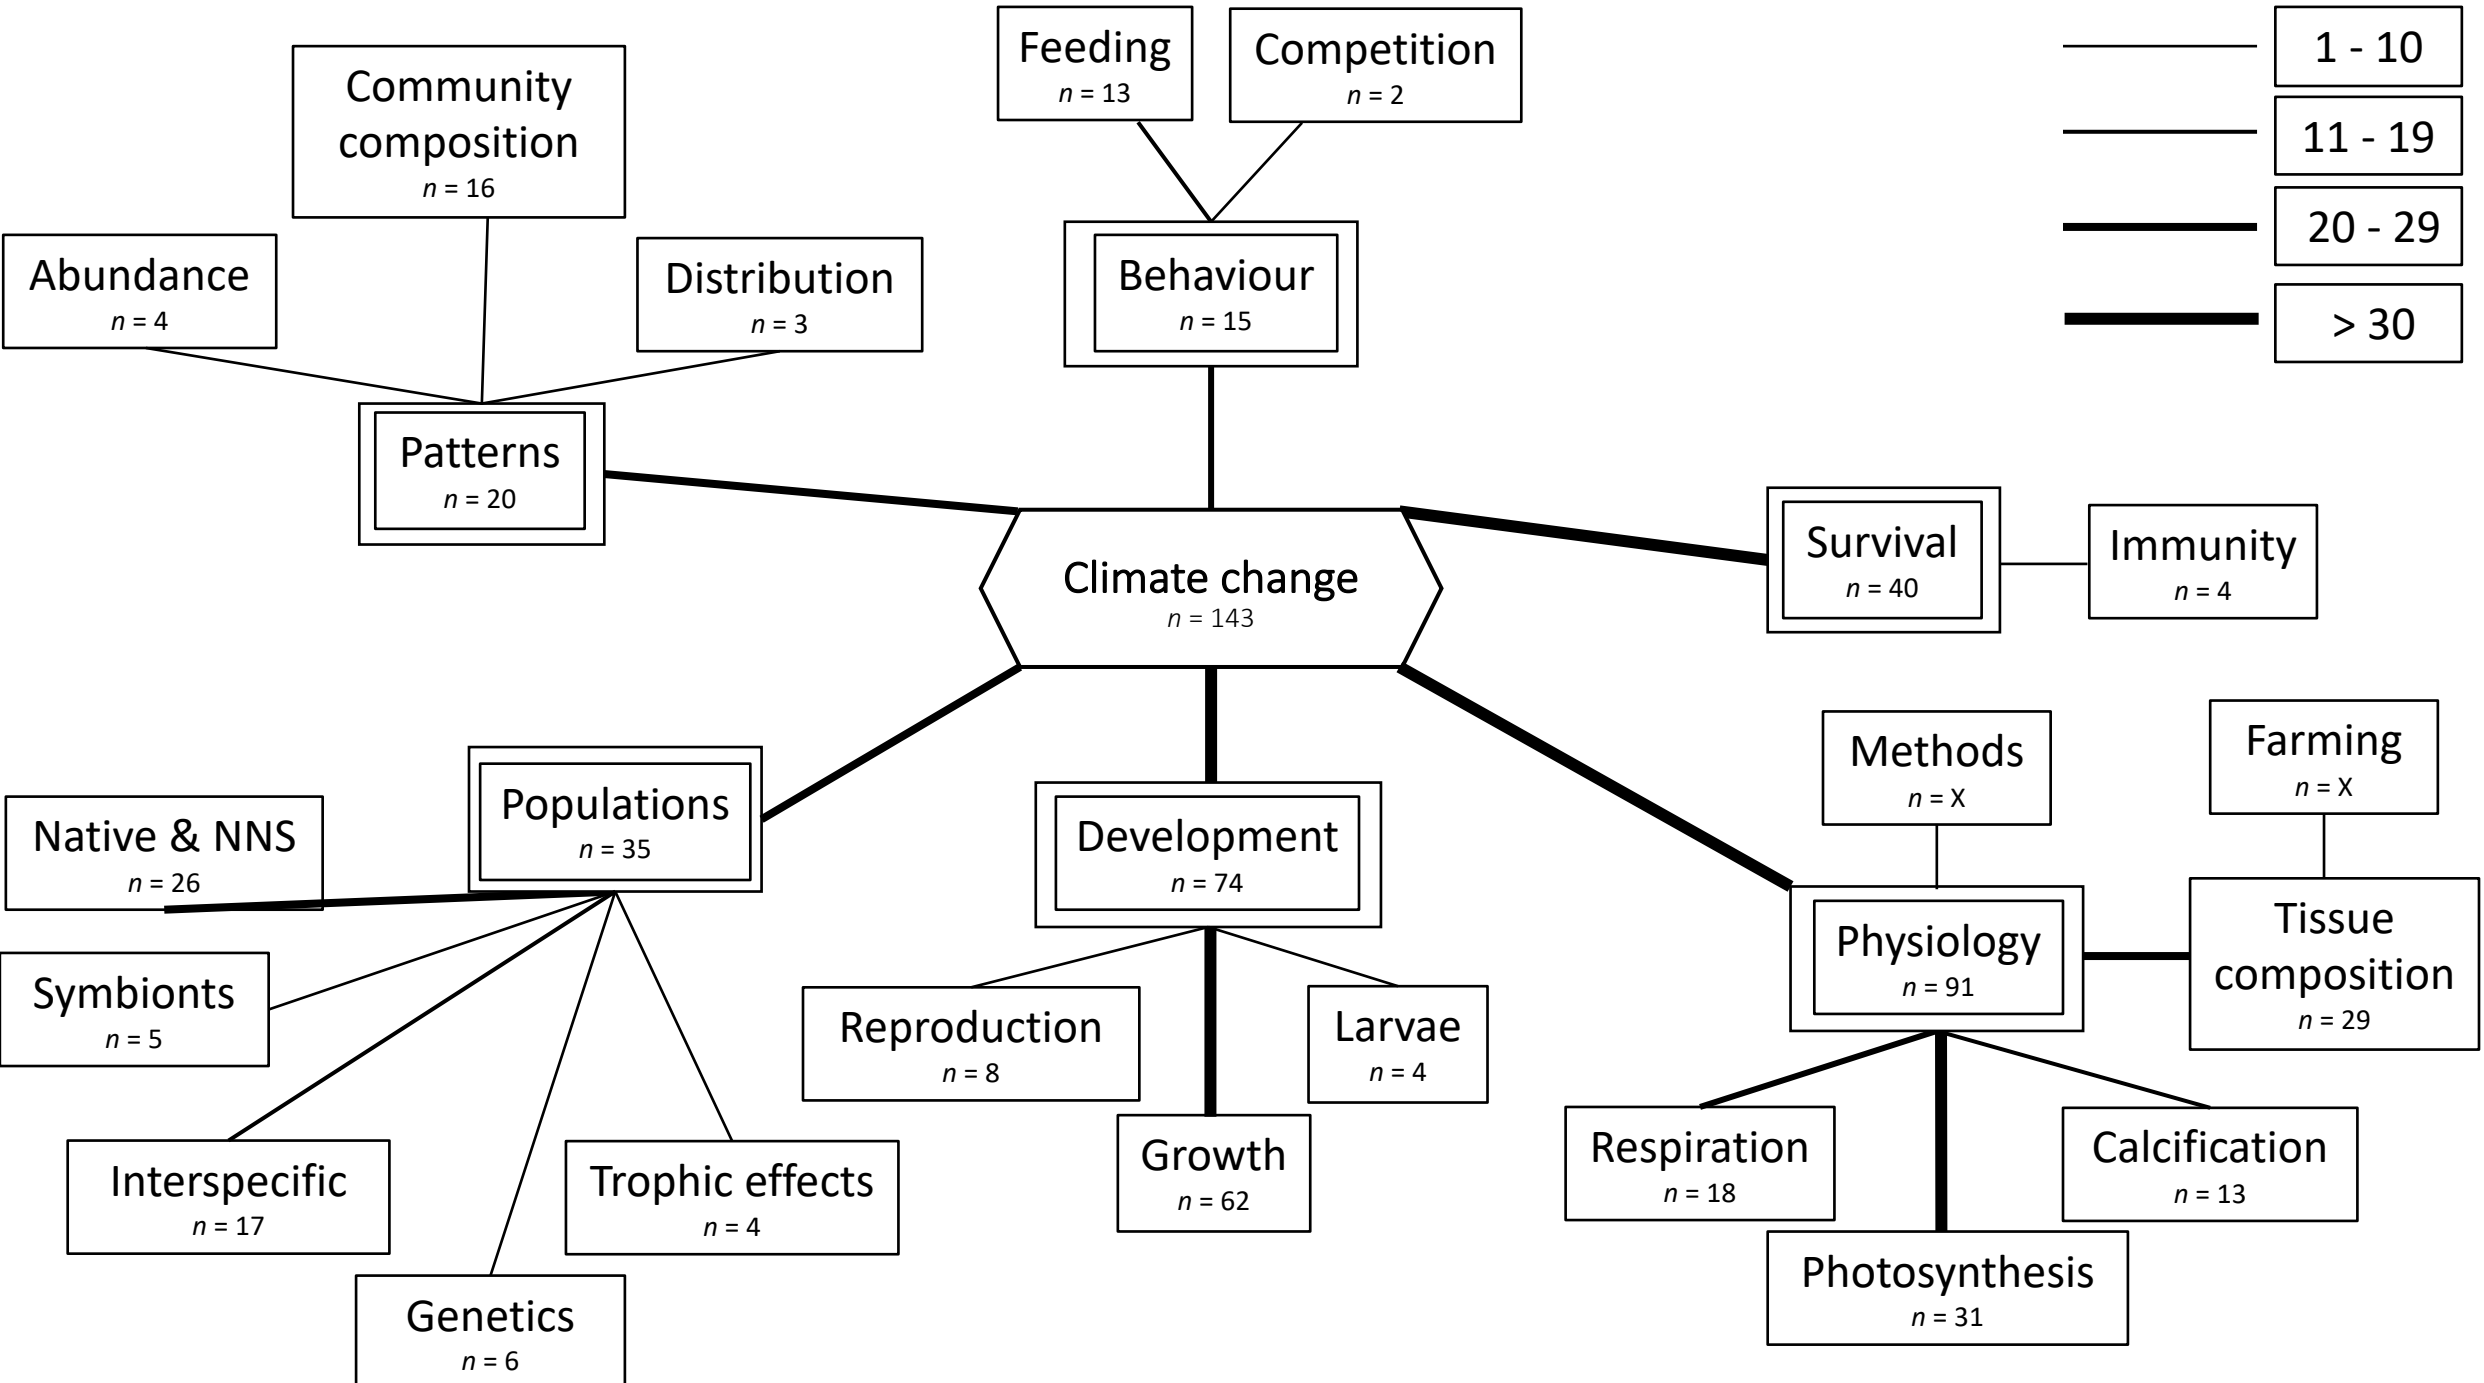 Feeding
n = 13
Competition
n = 2
1 - 10
11 - 19
20 - 29
> 30
Community
composition
n = 16
Abundance
n = 4
Distribution
n = 3
Behaviour
n = 15
Patterns
n = 20
Climate change
n = 143
Survival
n = 40
Immunity
n = 4
Populations
n = 35
Native & NNS
n = 26
Symbionts
n = 5
Interspecific
n = 17
Genetics
n = 6
Trophic effects
n = 4
Development
n = 74
Reproduction
n = 8
Growth
n = 62
Larvae
n = 4
Methods
n = X
Farming
n = X
Physiology
n = 91
Tissue
composition
n = 29
Respiration
n = 18
Photosynthesis
n = 31
Calcification
n = 13